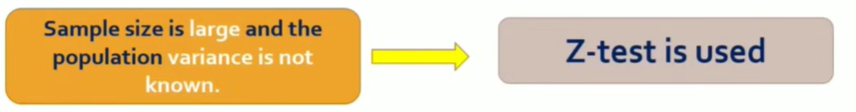 Sample size is large and the
population variance is not
known.
Z-test is used